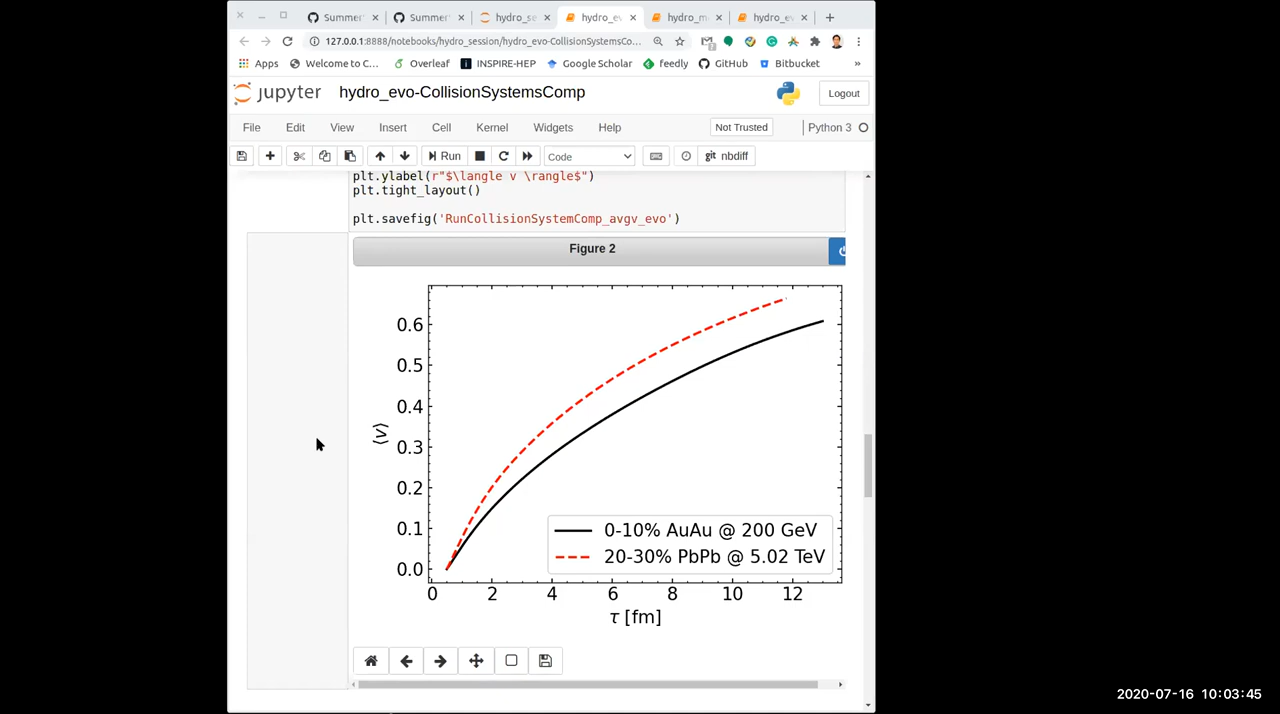 Summer
Summer
hydro_se
hydro_ev
hydro_m
hydro_ev
127.0.0.1:8888/notebooks/hydro_session/hydro_evo-CollisionSystemsCo...
Apps Welcome to C... Overleaf INSPIRE-HEP Google Scholar feedly GitHub Bitbucket »
jupyter hydro_evo-CollisionSystemsComp Logout
File Edit View Insert Cell Kernel Widgets Help Not Trusted Python 3
Run Code git nbdiff
plt.ylabel(r"$\langle v \rangle$")
plt.tight_layout()
plt.savefig('RunCollisionSystemComp_avgv_evo')
Figure 2
0.6
0.5
0.4
0.3
0.2
0.1
0.0
⟨v⟩
0-10% AuAu @ 200 GeV
20-30% PbPb @ 5.02 TeV
0 2 4 6 8 10 12
τ [fm]
2020-07-16 10:03:45